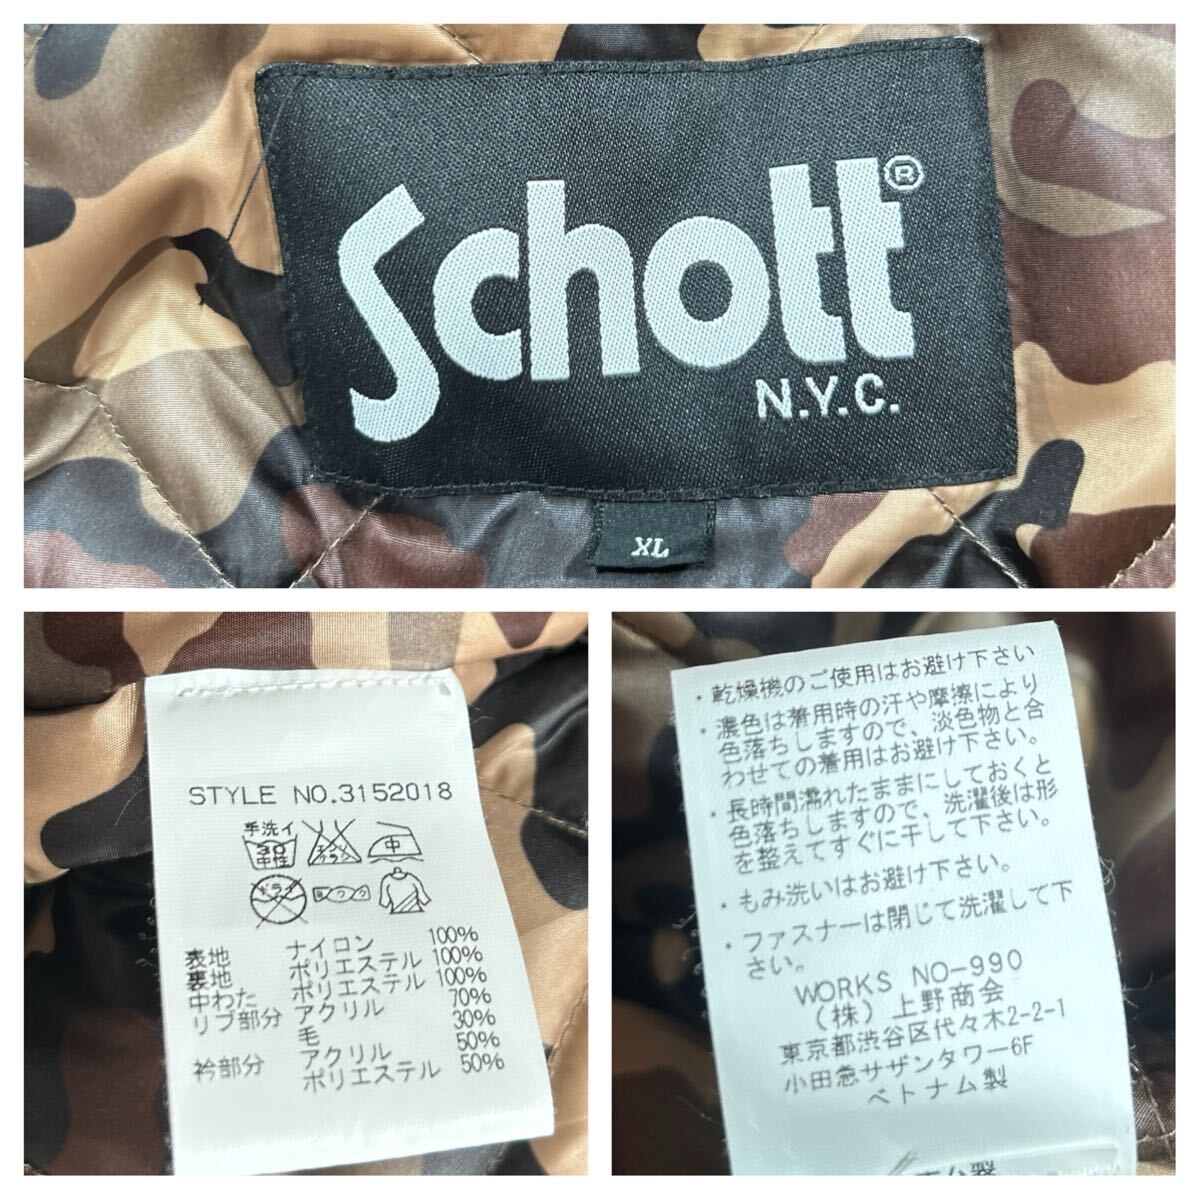 Schott®
N.Y.C.
XL
STYLE NO.3152018
手洗イ
中
ドライ
表地 ナイロン 100%
裏地 ポリエステル 100%
中わた ポリエステル 100%
リブ部分 アクリル 70%
毛 30%
衿部分 アクリル 50%
ポリエステル 50%
・乾燥機のご使用はお避け下さい
・濃色は着用時の汗や摩擦により
色落ちしますので、淡色物と合
わせての着用はお避け下さい。
・長時間濡れたままにしておくと
色落ちしますので、洗濯後は形
を整えてすぐに干して下さい。
・もみ洗いはお避け下さい。
・ファスナーは閉じて洗濯して下
さい。
WORKS NO-990
(株)上野商会
東京都渋谷区代々木2-2-1
小田急サザンタワー6F
ベトナム製